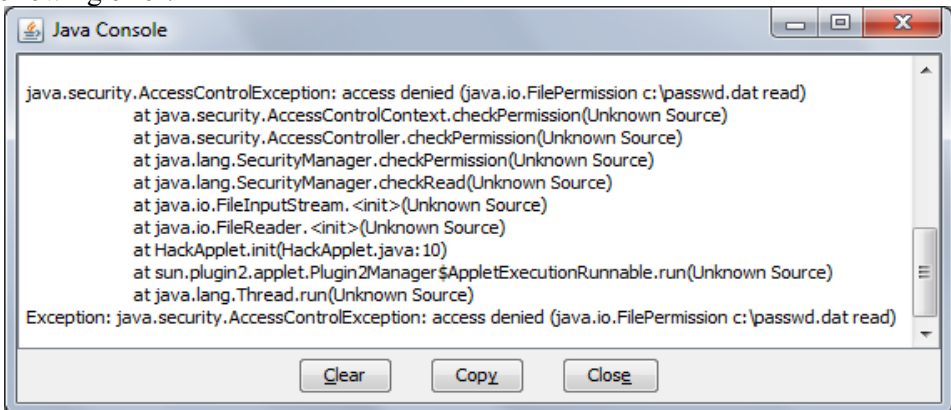 Java Console
java.security.AccessControlException: access denied (java.io.FilePermission c:\passwd.dat read)
at java.security.AccessControlContext.checkPermission(Unknown Source)
at java.security.AccessController.checkPermission(Unknown Source)
at java.lang.SecurityManager.checkPermission(Unknown Source)
at java.lang.SecurityManager.checkRead(Unknown Source)
at java.io.FileInputStream.<init>(Unknown Source)
at java.io.FileReader.<init>(Unknown Source)
at HackApplet.init(HackApplet.java:10)
at sun.plugin2.applet.Plugin2Manager$AppletExecutionRunnable.run(Unknown Source)
at java.lang.Thread.run(Unknown Source)
Exception: java.security.AccessControlException: access denied (java.io.FilePermission c:\passwd.dat read)
Clear Copy Close